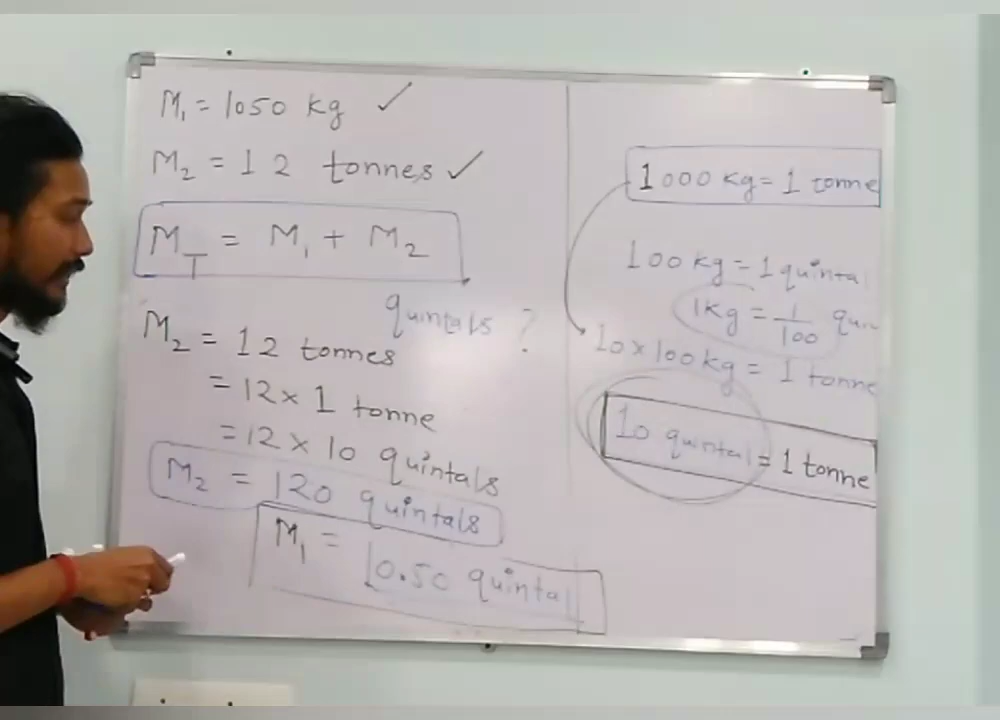 M₁ = 1050 kg ✓
M₂ = 12 tonnes ✓
M_T = M₁ + M₂
quintals ?
M₂ = 12 tonnes
= 12 × 1 tonne
= 12 × 10 quintals
M₂ = 120 quintals
M₁ = 10.50 quintal
1000 kg = 1 tonne
100 kg = 1 quintal
1 kg = 1/100 quin
10 × 100 kg = 1 tonne
10 quintal = 1 tonne